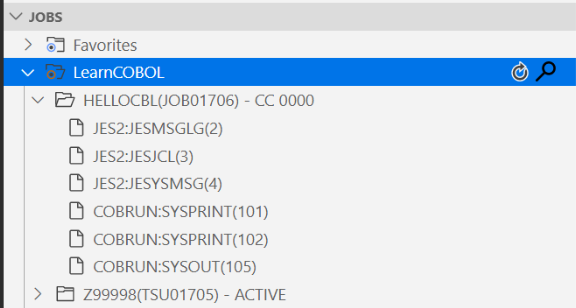 JOBS
Favorites
LearnCOBOL
HELLOCBL(JOB01706) - CC 0000
JES2:JESMSGLG(2)
JES2:JESJCL(3)
JES2:JESYSMSG(4)
COBRUN:SYSPRINT(101)
COBRUN:SYSPRINT(102)
COBRUN:SYSOUT(105)
Z99998(TSU01705) - ACTIVE